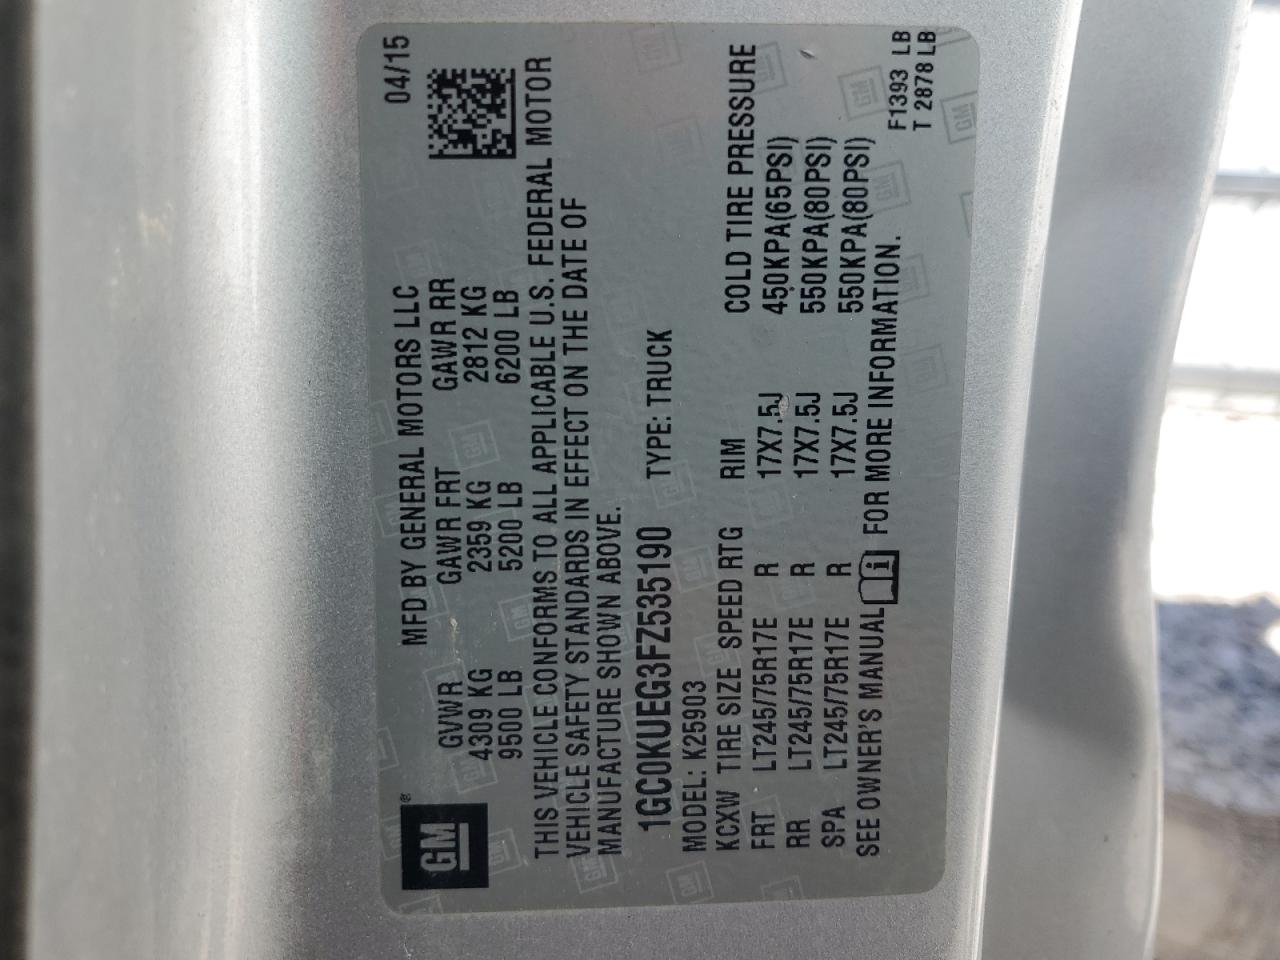 MFD BY GENERAL MOTORS LLC 04/15
GM®
GVWR GAWR FRT GAWR RR
4309 KG 2359 KG 2812 KG
9500 LB 5200 LB 6200 LB
THIS VEHICLE CONFORMS TO ALL APPLICABLE U.S. FEDERAL MOTOR
VEHICLE SAFETY STANDARDS IN EFFECT ON THE DATE OF
MANUFACTURE SHOWN ABOVE.
1GC0KUEG3FZ535190 TYPE: TRUCK
MODEL: K25903
KCXW TIRE SIZE SPEED RTG RIM COLD TIRE PRESSURE
FRT LT245/75R17E R 17X7.5J 450KPA(65PSI)
RR LT245/75R17E R 17X7.5J 550KPA(80PSI)
SPA LT245/75R17E R 17X7.5J 550KPA(80PSI)
SEE OWNER'S MANUAL FOR MORE INFORMATION.
F1393 LB
T 2878 LB